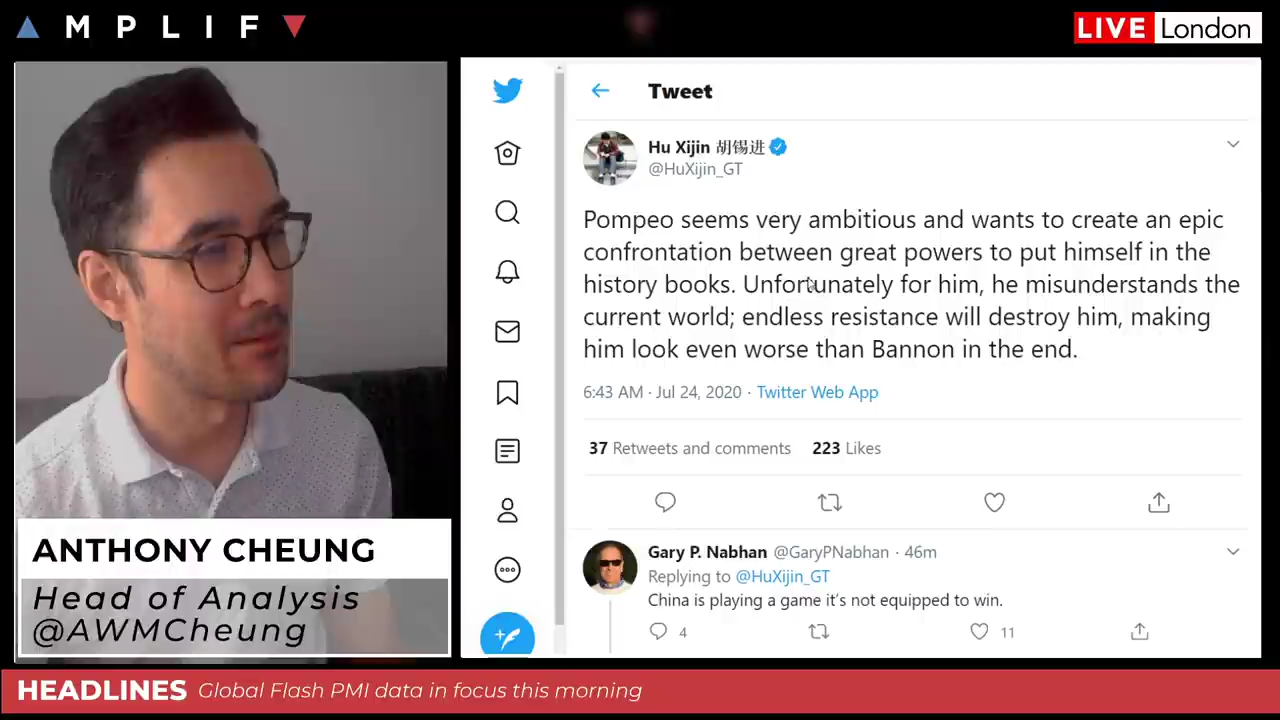 MPLIF
LIVE London
Tweet
Hu Xijin 胡锡进
@HuXijin_GT
Pompeo seems very ambitious and wants to create an epic
confrontation between great powers to put himself in the
history books. Unfortunately for him, he misunderstands the
current world; endless resistance will destroy him, making
him look even worse than Bannon in the end.
6:43 AM · Jul 24, 2020 · Twitter Web App
37 Retweets and comments 223 Likes
Gary P. Nabhan @GaryPNabhan · 46m
Replying to @HuXijin_GT
China is playing a game it's not equipped to win.
4 11
ANTHONY CHEUNG
Head of Analysis
@AWMCheung
HEADLINES Global Flash PMI data in focus this morning